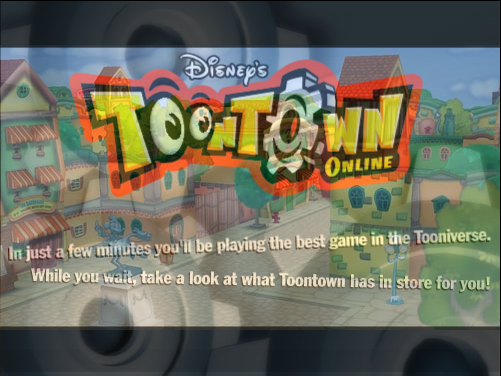 Disney's
Toontown
Online
In just a few minutes you'll be playing the best game in the Tooniverse.
While you wait, take a look at what Toontown has in store for you!